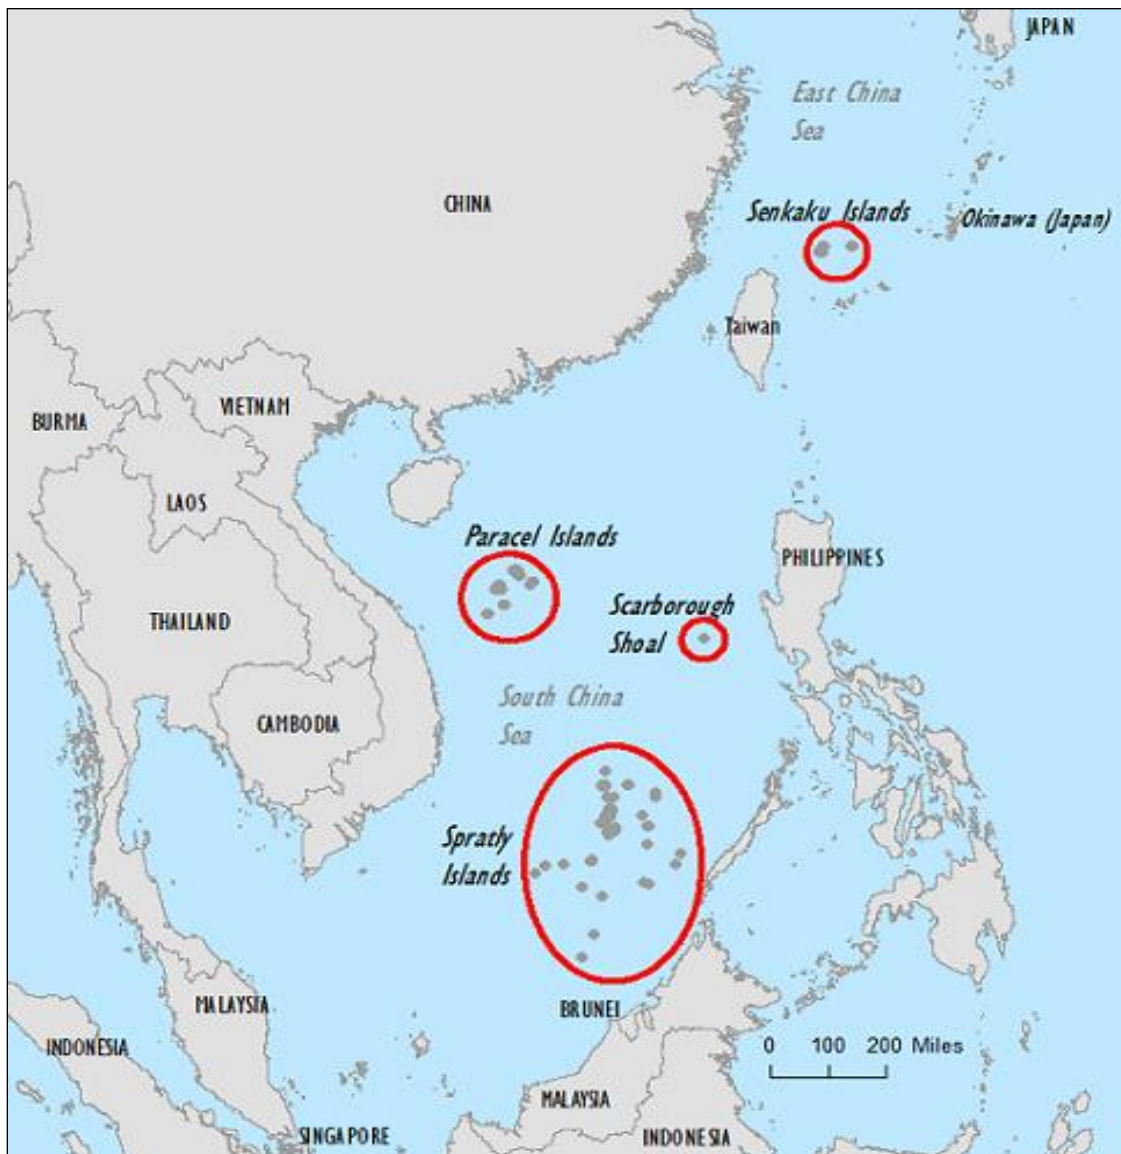 JAPAN
East China
Sea
CHINA
Senkaku Islands
Okinawa (Japan)
Taiwan
VIETNAM
BURMA
LAOS
Paracel Islands
PHILIPPINES
Scarborough
Shoal
THAILAND
South China
Sea
CAMBODIA
Spratly
Islands
MALAYSIA
BRUNEI
INDONESIA
0 100 200 Miles
MALAYSIA
SINGAPORE
INDONESIA